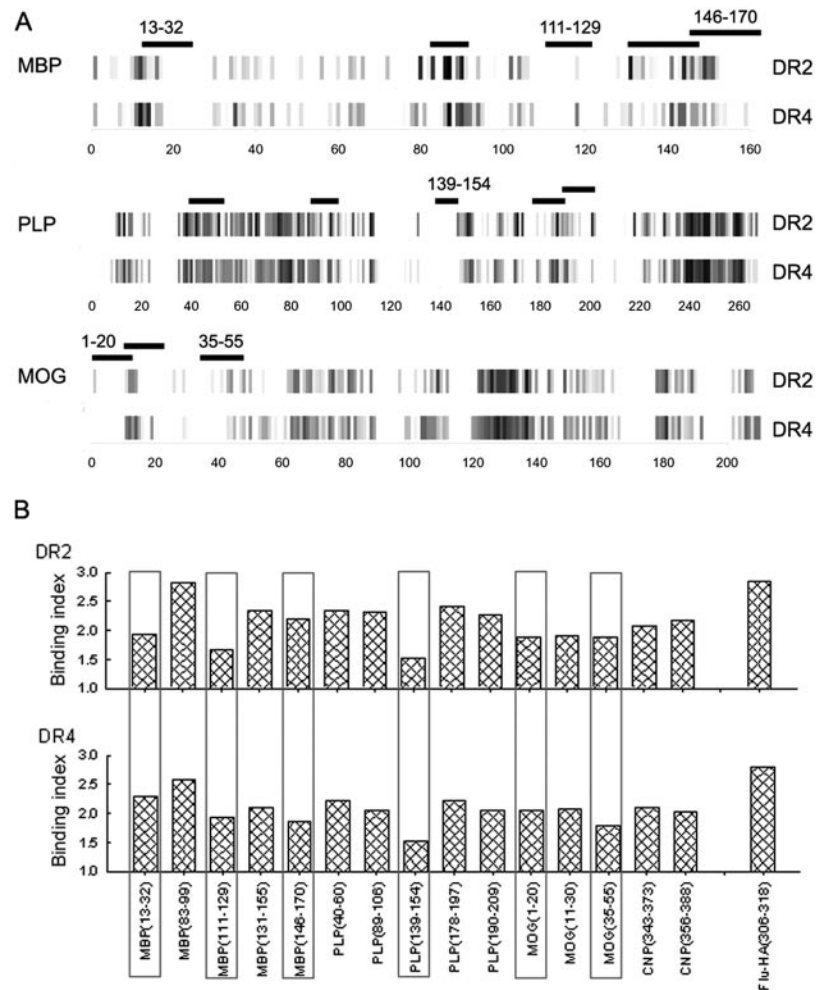 A
13-32
111-129
146-170
MBP
DR2
DR4
0 20 40 60 80 100 120 140 160
139-154
PLP
DR2
DR4
0 20 40 60 80 100 120 140 160 180 200 220 240 260
1-20
35-55
MOG
DR2
DR4
0 20 40 60 80 100 120 140 160 180 200
B
DR2
Binding index
3.0
2.5
2.0
1.5
1.0
DR4
Binding index
3.0
2.5
2.0
1.5
1.0
MBP(13-32)
MBP(83-99)
MBP(111-129)
MBP(131-155)
MBP(146-170)
PLP(40-60)
PLP(89-106)
PLP(139-154)
PLP(178-197)
PLP(190-209)
MOG(1-20)
MOG(11-30)
MOG(35-55)
CNP(343-373)
CNP(356-388)
Flu-HA(306-318)